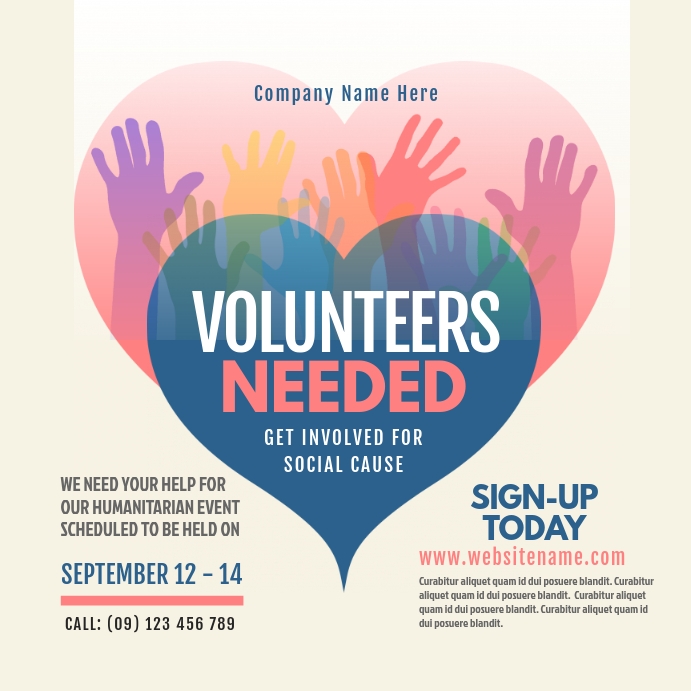 Company Name Here
VOLUNTEERS
NEEDED
GET INVOLVED FOR
SOCIAL CAUSE
WE NEED YOUR HELP FOR
OUR HUMANITARIAN EVENT
SCHEDULED TO BE HELD ON
SEPTEMBER 12 - 14
CALL: (09) 123 456 789
SIGN-UP
TODAY
www.websitename.com
Curabitur aliquet quam id dui posuere blandit. Curabitur
aliquet quam id dui posuere blandit. Curabitur aliquet
quam id dui posuere blandit. Curabitur aliquet quam id
dui posuere blandit.